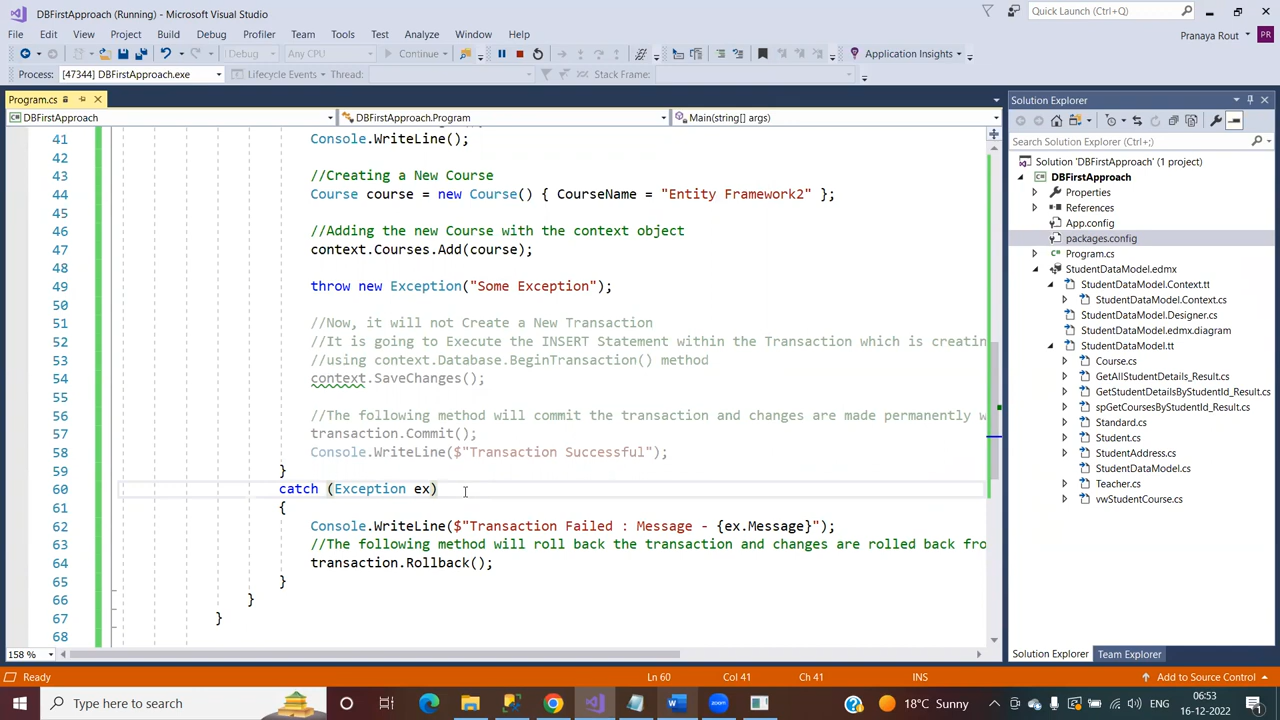 DBFirstApproach (Running) - Microsoft Visual Studio
Quick Launch (Ctrl+Q)
File Edit View Project Build Debug Profiler Team Tools Test Analyze Window Help
Pranaya Rout PR
Debug Any CPU Continue Application Insights
Process: [47344] DBFirstApproach.exe Lifecycle Events Thread: Stack Frame:
Program.cs
DBFirstApproach DBFirstApproach.Program Main(string[] args)
41 Console.WriteLine();
42
43 //Creating a New Course
44 Course course = new Course() { CourseName = "Entity Framework2" };
45
46 //Adding the new Course with the context object
47 context.Courses.Add(course);
48
49 throw new Exception("Some Exception");
50
51 //Now, it will not Create a New Transaction
52 //It is going to Execute the INSERT Statement within the Transaction which is creatin
53 //using context.Database.BeginTransaction() method
54 context.SaveChanges();
55
56 //The following method will commit the transaction and changes are made permanently w
57 transaction.Commit();
58 Console.WriteLine($"Transaction Successful");
59 }
60 catch (Exception ex)
61 {
62 Console.WriteLine($"Transaction Failed : Message - {ex.Message}");
63 //The following method will roll back the transaction and changes are rolled back fro
64 transaction.Rollback();
65 }
66 }
67 }
68
158 %
Solution Explorer
Search Solution Explorer (Ctrl+;)
Solution 'DBFirstApproach' (1 project)
DBFirstApproach
Properties
References
App.config
packages.config
Program.cs
StudentDataModel.edmx
StudentDataModel.Context.tt
StudentDataModel.Context.cs
StudentDataModel.Designer.cs
StudentDataModel.edmx.diagram
StudentDataModel.tt
Course.cs
GetAllStudentDetails_Result.cs
GetStudentDetailsByStudentId_Result.cs
spGetCoursesByStudentId_Result.cs
Standard.cs
Student.cs
StudentAddress.cs
StudentDataModel.cs
Teacher.cs
vwStudentCourse.cs
Solution Explorer Team Explorer
Ready Ln 60 Col 41 Ch 41 INS Add to Source Control
Type here to search
18°C Sunny
ENG
06:53
16-12-2022